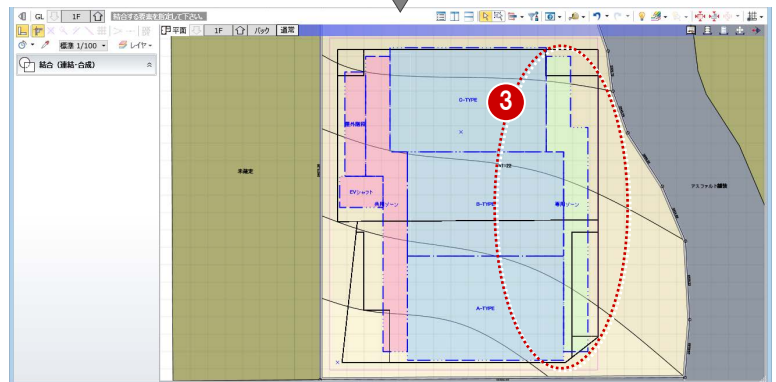 GL 1F 結合する要素を指定して下さい。
平面 1F バック 通常
標準 1/100 レイヤー
結合（連結・合成）
3
C-TYPE
屋外階段
未確定
EVシャフト
共用ゾーン
B-TYPE
専用ゾーン
アスファルト舗装
A-TYPE